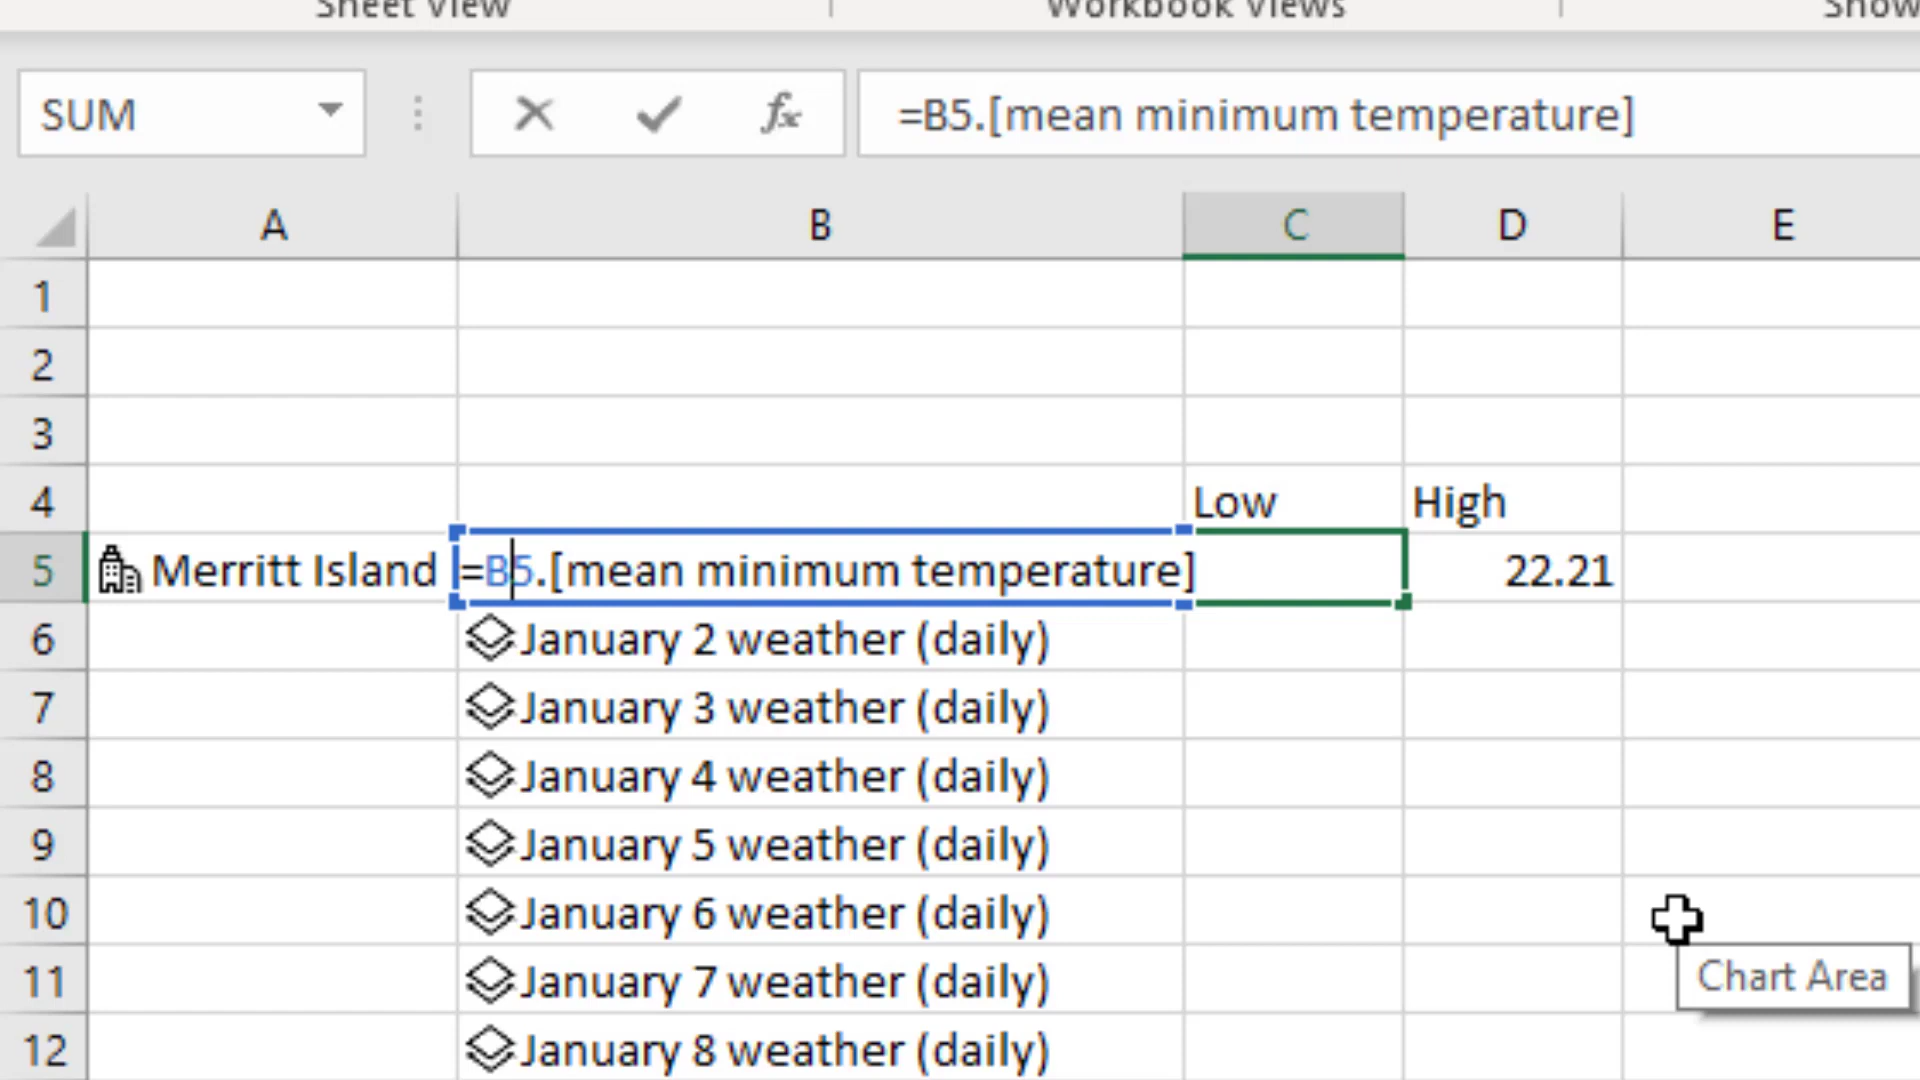 Sheet View Workbook Views Show
SUM fx =B5.[mean minimum temperature]
A B C D E
1
2
3
4 Low High
5 Merritt Island =B5.[mean minimum temperature] 22.21
6 January 2 weather (daily)
7 January 3 weather (daily)
8 January 4 weather (daily)
9 January 5 weather (daily)
10 January 6 weather (daily)
11 January 7 weather (daily)
Chart Area
12 January 8 weather (daily)